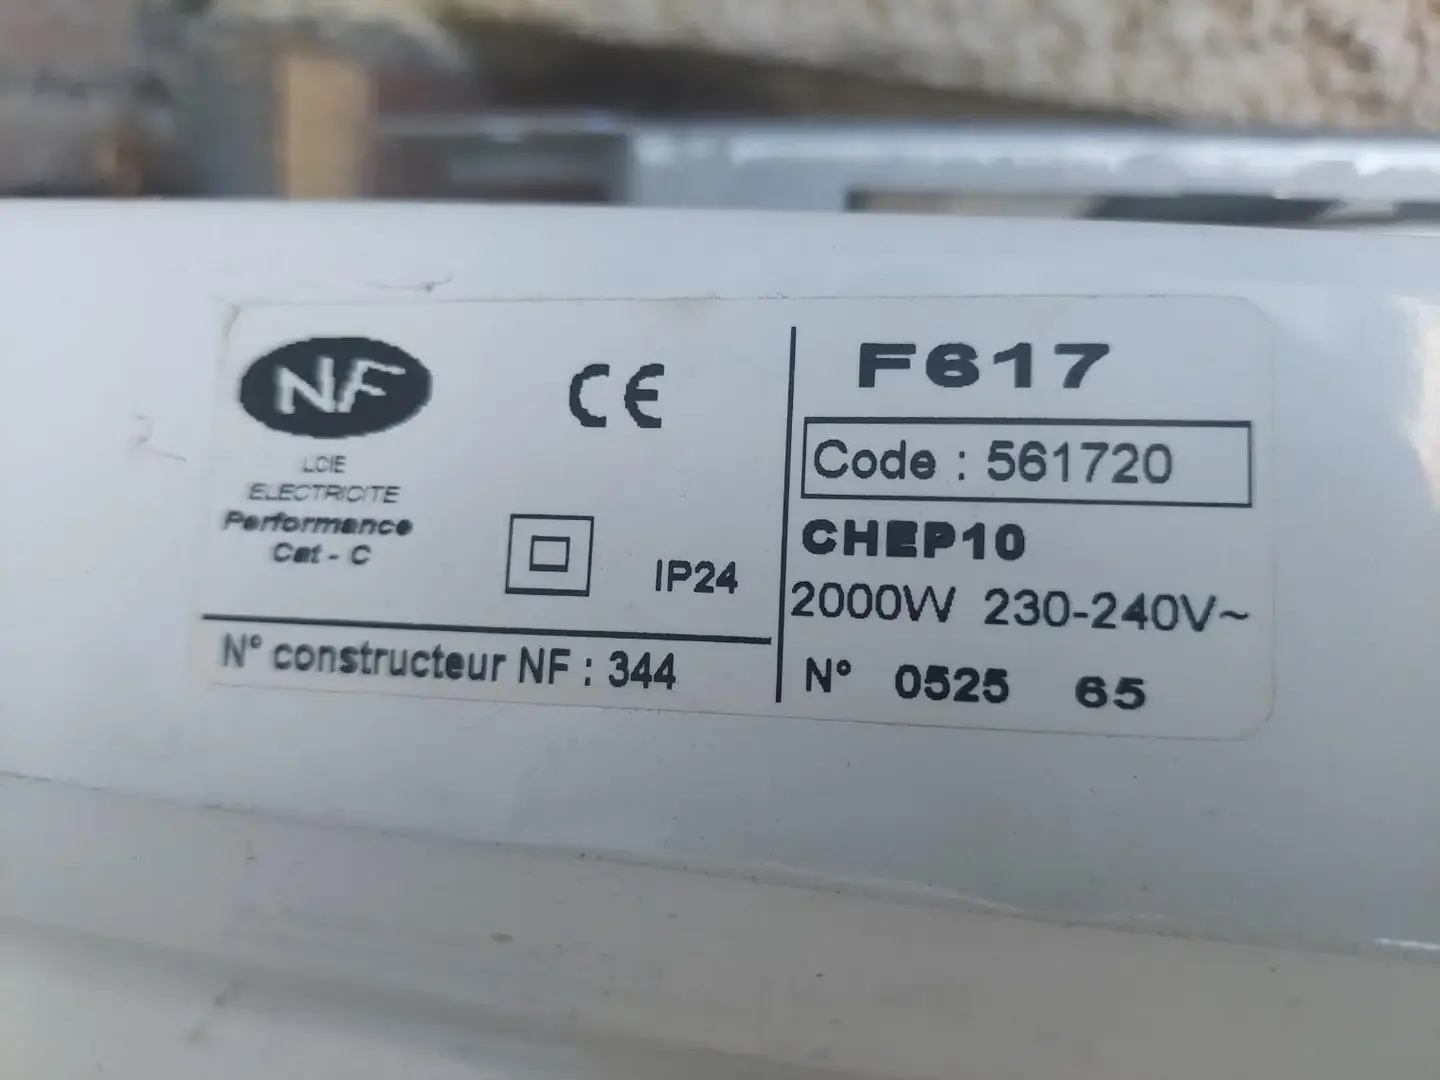 NF
LCIE
ELECTRICITE
Performance
Cat - C
CE
IP24
N° constructeur NF : 344
F617
Code : 561720
CHEP10
2000W 230-240V~
N° 0525 65